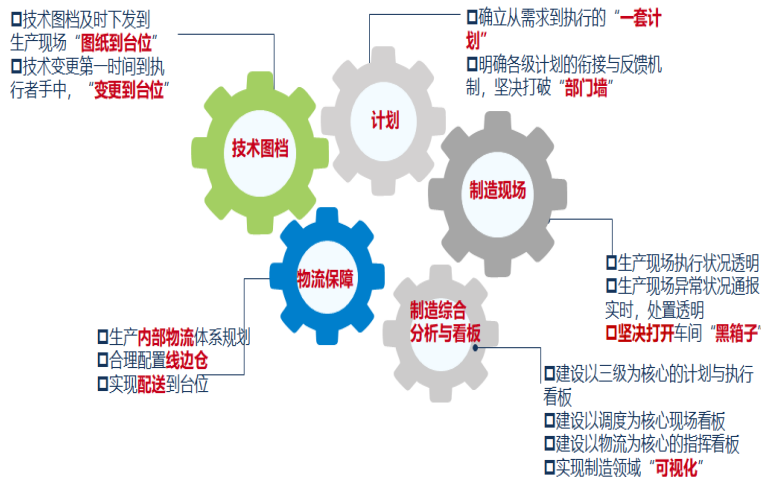 技术图档及时下发到
生产现场“图纸到台位”
技术变更第一时间到执
行者手中，“变更到台位”
确立从需求到执行的“一套计
划”
明确各级计划的衔接与反馈机
制，坚决打破“部门墙”
计划
技术图档
制造现场
物流保障
制造综合
分析与看板
生产现场执行状况透明
生产现场异常状况通报
实时，处置透明
坚决打开车间“黑箱子”
生产内部物流体系规划
合理配置线边仓
实现配送到台位
建设以三级为核心的计划与执行
看板
建设以调度为核心现场看板
建设以物流为核心的指挥看板
实现制造领域“可视化”